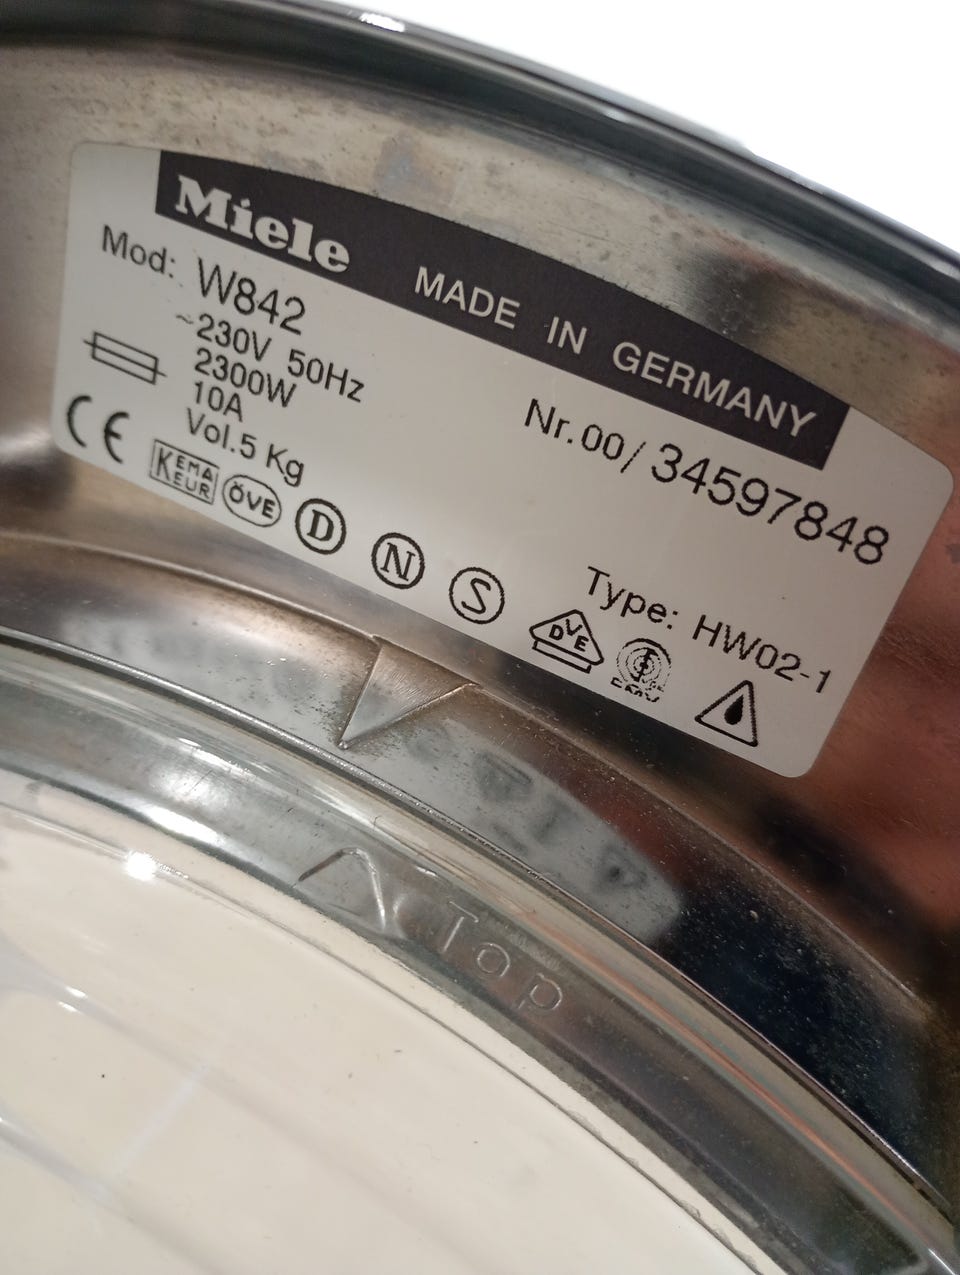 Miele
MADE IN GERMANY
Mod: W842
~230V 50Hz
2300W
10A
Vol.5 Kg
Nr.00/34597848
Type: HW02-1
CE
KEMA
KEUR
ÖVE
D
N
S
DVE
Top